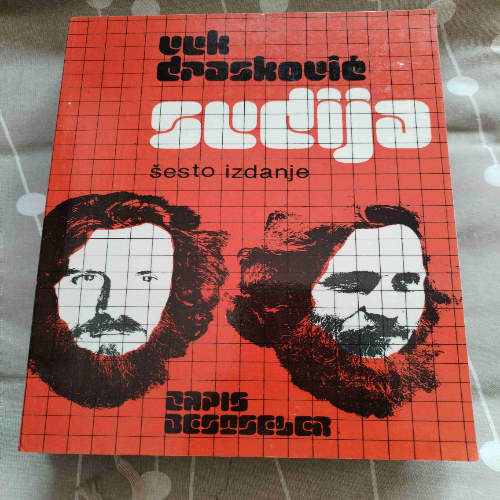 vuk
drašković
sudija
šesto izdanje
ZAPIS
BESTSELER